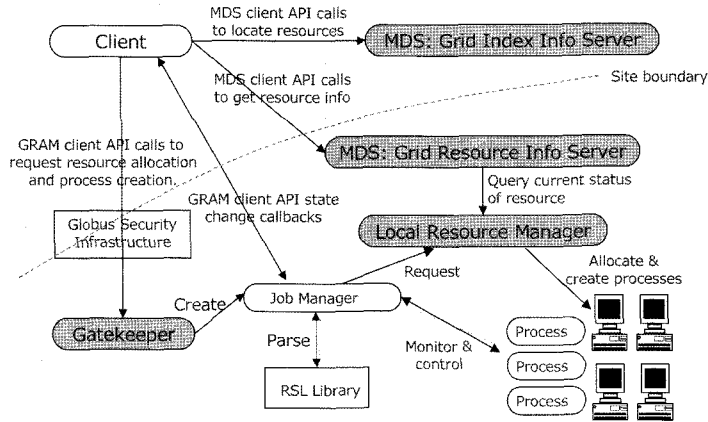 MDS client API calls
to locate resources
Client
MDS: Grid Index Info Server
MDS client API calls
to get resource info
Site boundary
GRAM client API calls to
request resource allocation
and process creation.
MDS: Grid Resource Info Server
GRAM client API state
change callbacks
Query current status
of resource
Globus Security
Infrastructure
Local Resource Manager
Allocate &
create processes
Request
Create
Job Manager
Gatekeeper
Parse
Monitor &
control
Process
Process
Process
RSL Library